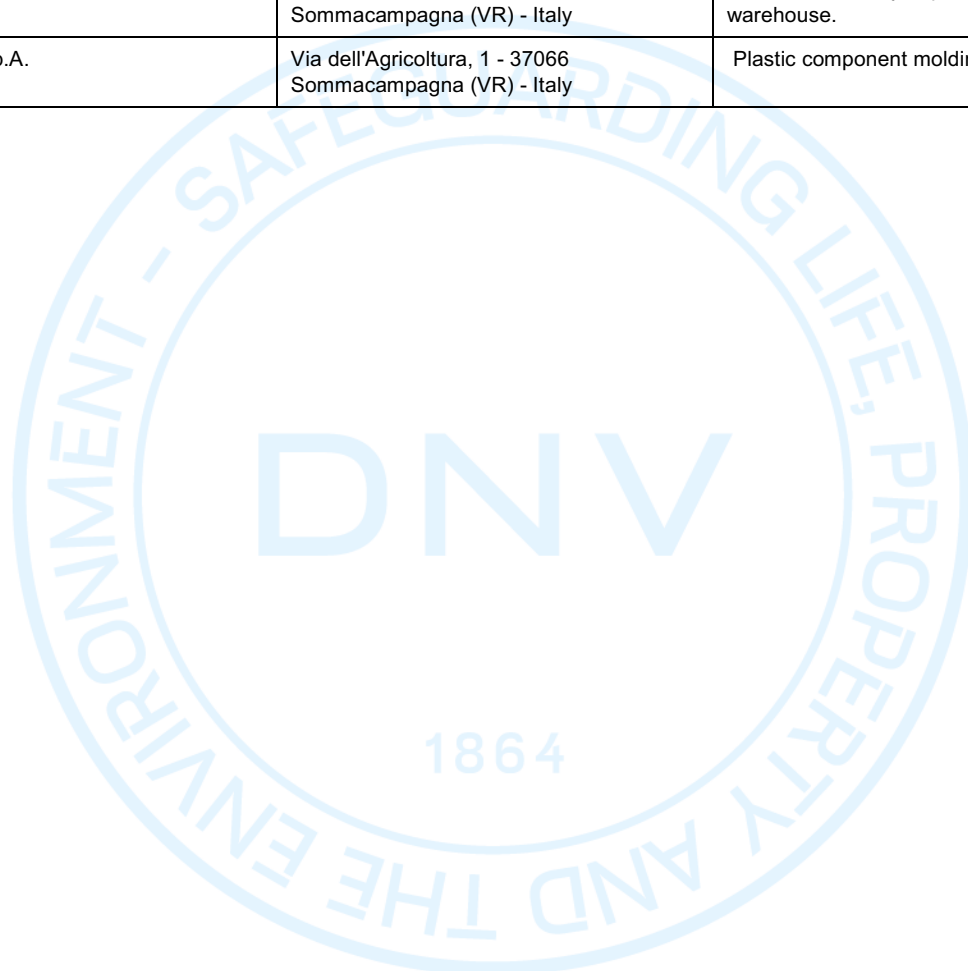 Sommacampagna (VR) - Italy
warehouse.
.A.
Via dell'Agricoltura, 1 - 37066
Sommacampagna (VR) - Italy
Plastic component
SAFEGUARDING LIFE, PROPERTY AND THE ENVIRONMENT -
DNV
1864